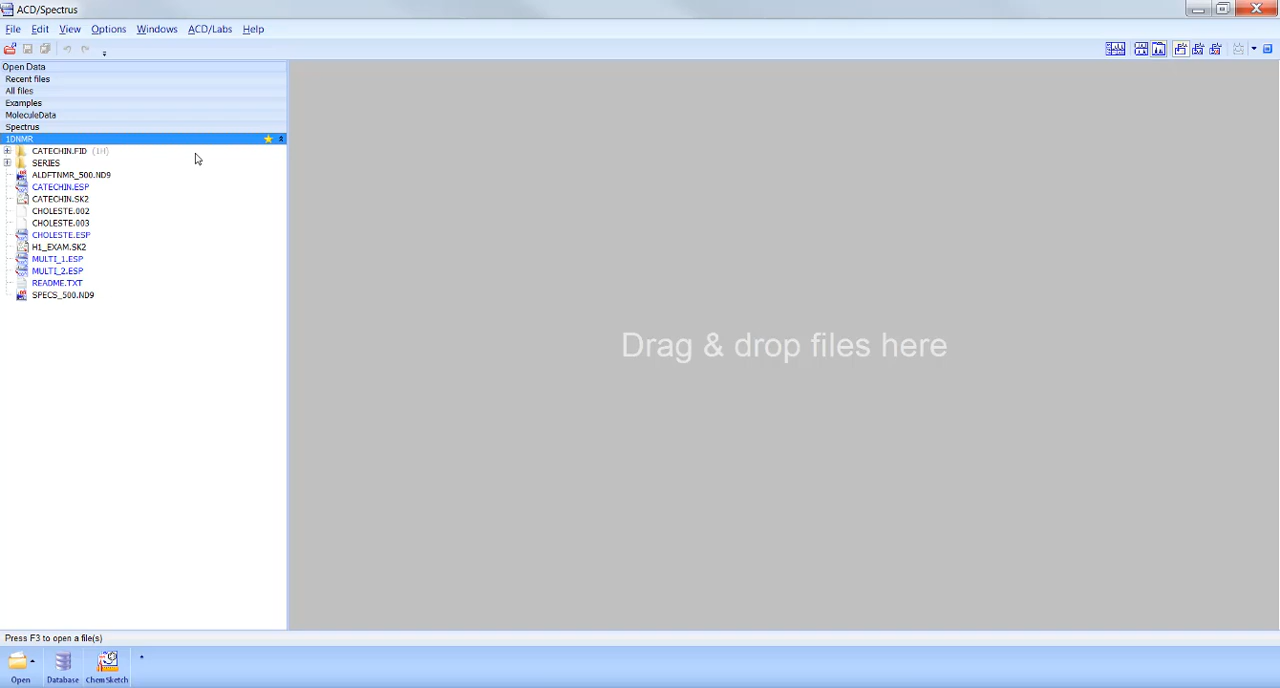 ACD/Spectrus
File Edit View Options Windows ACD/Labs Help
Open Data
Recent files
All files
Examples
MoleculeData
Spectrus
1DNMR
CATECHIN.FID (1H)
SERIES
ALDFTNMR_500.ND9
CATECHIN.ESP
CATECHIN.SK2
CHOLESTE.002
CHOLESTE.003
CHOLESTE.ESP
H1_EXAM.SK2
MULTI_1.ESP
MULTI_2.ESP
README.TXT
SPECS_500.ND9
Drag & drop files here
Press F3 to open a file(s)
Open Database ChemSketch